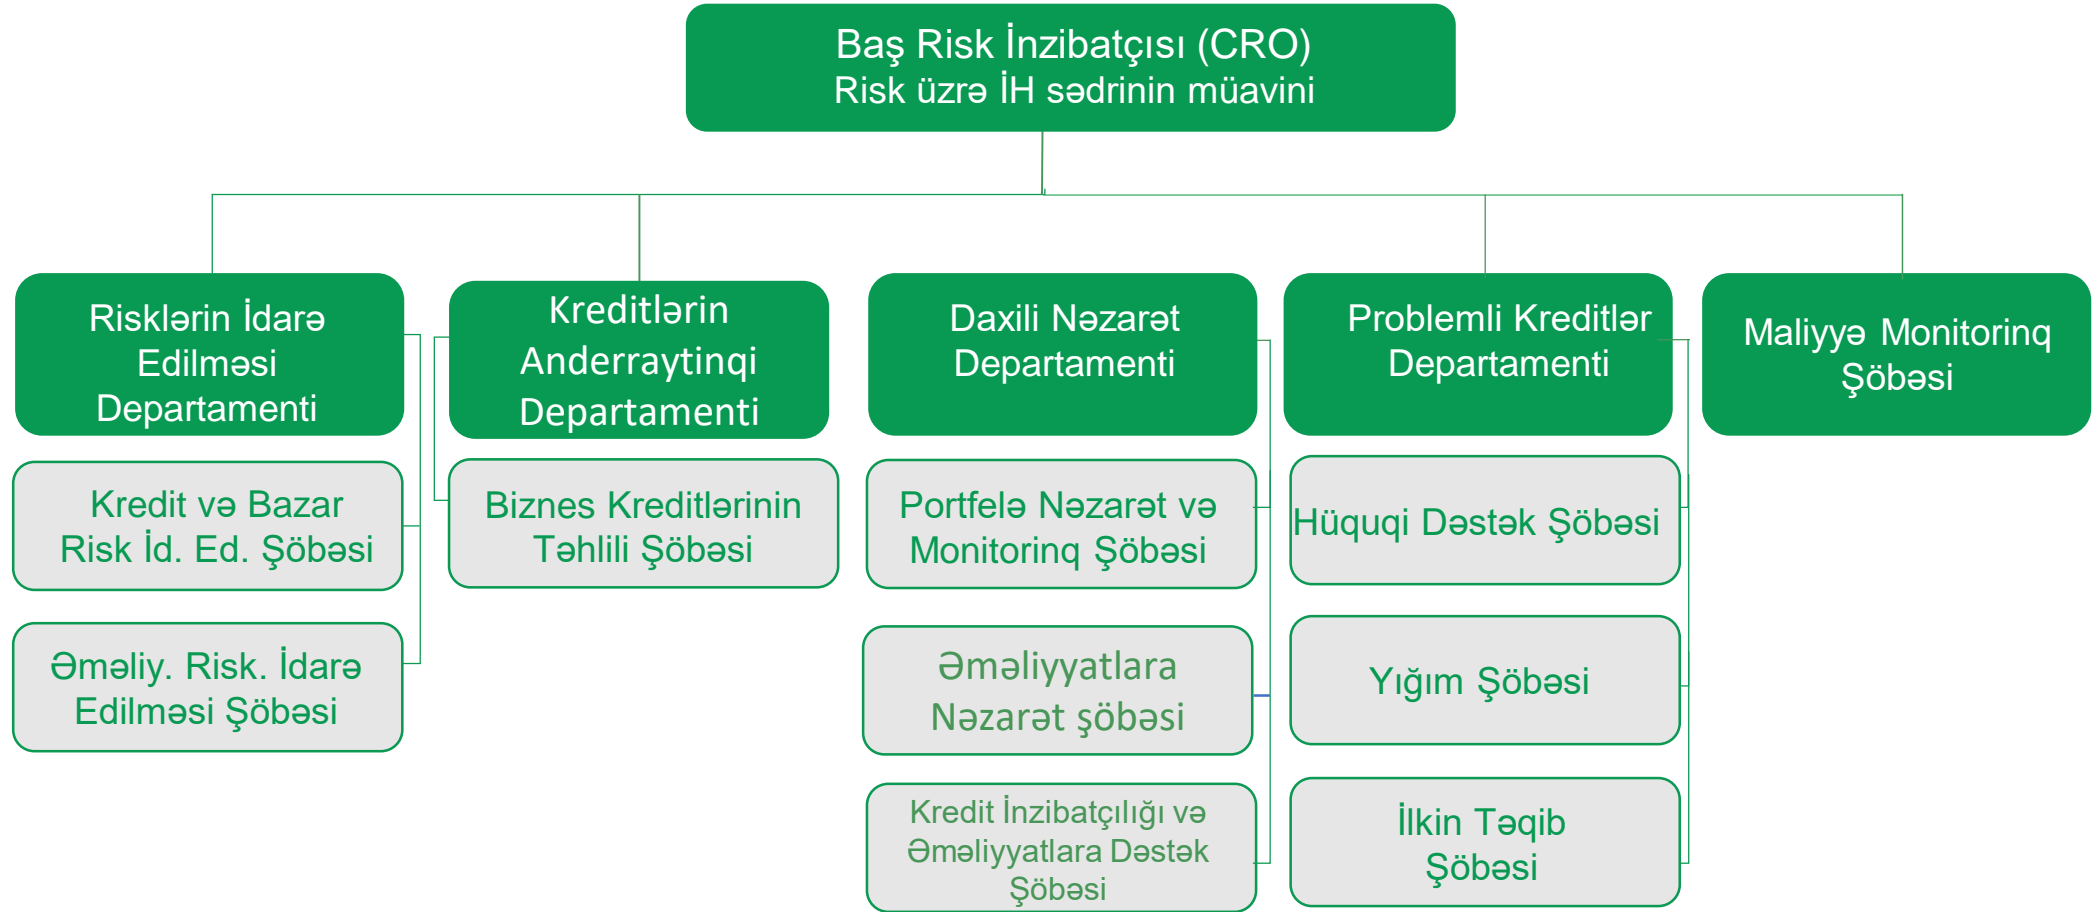 Baş Risk İnzibatçısı (CRO)
Risk üzrə İH sədrinin müavini
Risklərin İdarə
Edilməsi
Departamenti
Kreditlərin
Anderraytinqi
Departamenti
Daxili Nəzarət
Departamenti
Problemli Kreditlər
Departamenti
Maliyyə Monitorinq
Şöbəsi
Kredit və Bazar
Risk İd. Ed. Şöbəsi
Biznes Kreditlərinin
Təhlili Şöbəsi
Portfelə Nəzarət və
Monitorinq Şöbəsi
Hüquqi Dəstək Şöbəsi
Əməliy. Risk. İdarə
Edilməsi Şöbəsi
Əməliyyatlara
Nəzarət şöbəsi
Yığım Şöbəsi
Kredit İnzibatçılığı və
Əməliyyatlara Dəstək
Şöbəsi
İlkin Təqib
Şöbəsi